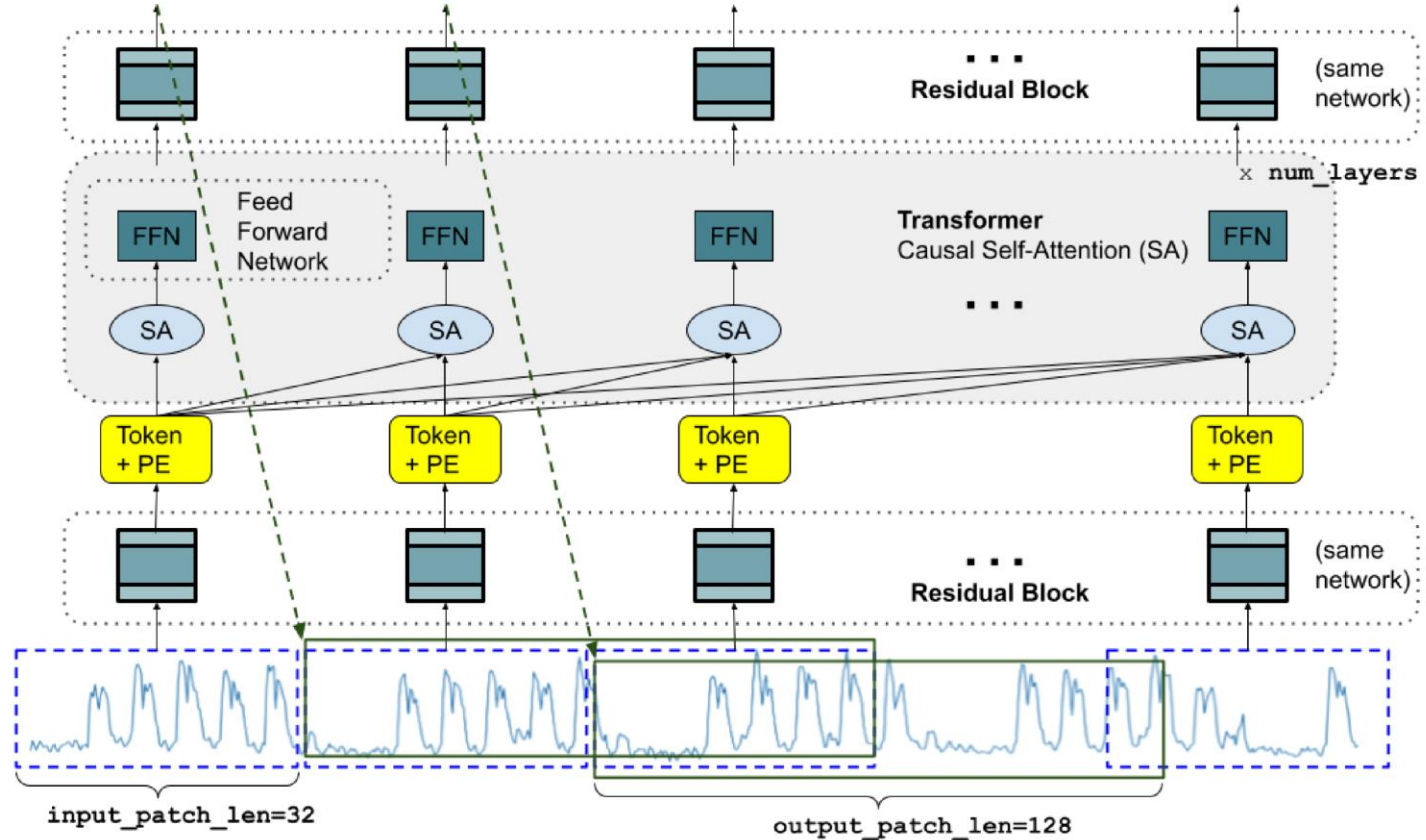 . . .
Residual Block
(same
network)
x num_layers
Feed
Forward
Network
FFN
FFN
FFN
FFN
Transformer
Causal Self-Attention (SA)
. . .
SA
SA
SA
SA
Token
+ PE
Token
+ PE
Token
+ PE
Token
+ PE
. . .
Residual Block
(same
network)
input_patch_len=32
output_patch_len=128